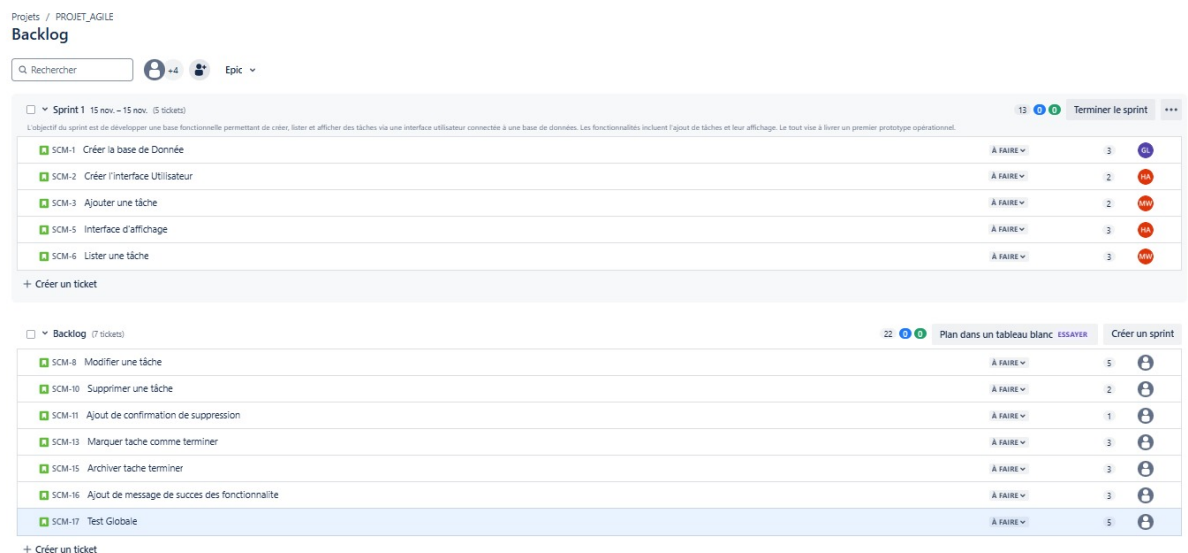 Projets / PROJET_AGILE
Backlog
Rechercher +4 Epic
Sprint 1 15 nov. – 15 nov. (5 tickets) 13 0 0 Terminer le sprint
L'objectif du sprint est de développer une base fonctionnelle permettant de créer, lister et afficher des tâches via une interface utilisateur connectée à une base de données. Les fonctionnalités incluent l'ajout de tâches et leur affichage. Le tout vise à livrer un premier prototype opérationnel.
SCM-1 Créer la base de Donnée À FAIRE 3 GL
SCM-2 Créer l'interface Utilisateur À FAIRE 2 HA
SCM-3 Ajouter une tâche À FAIRE 2 MW
SCM-5 Interface d'affichage À FAIRE 3 HA
SCM-6 Lister une tâche À FAIRE 3 MW
+ Créer un ticket
Backlog (7 tickets) 22 0 0 Plan dans un tableau blanc ESSAYER Créer un sprint
SCM-8 Modifier une tâche À FAIRE 5
SCM-10 Supprimer une tâche À FAIRE 2
SCM-11 Ajout de confirmation de suppression À FAIRE 1
SCM-13 Marquer tache comme terminer À FAIRE 3
SCM-15 Archiver tache terminer À FAIRE 3
SCM-16 Ajout de message de succes des fonctionnalite À FAIRE 3
SCM-17 Test Globale À FAIRE 5
+ Créer un ticket